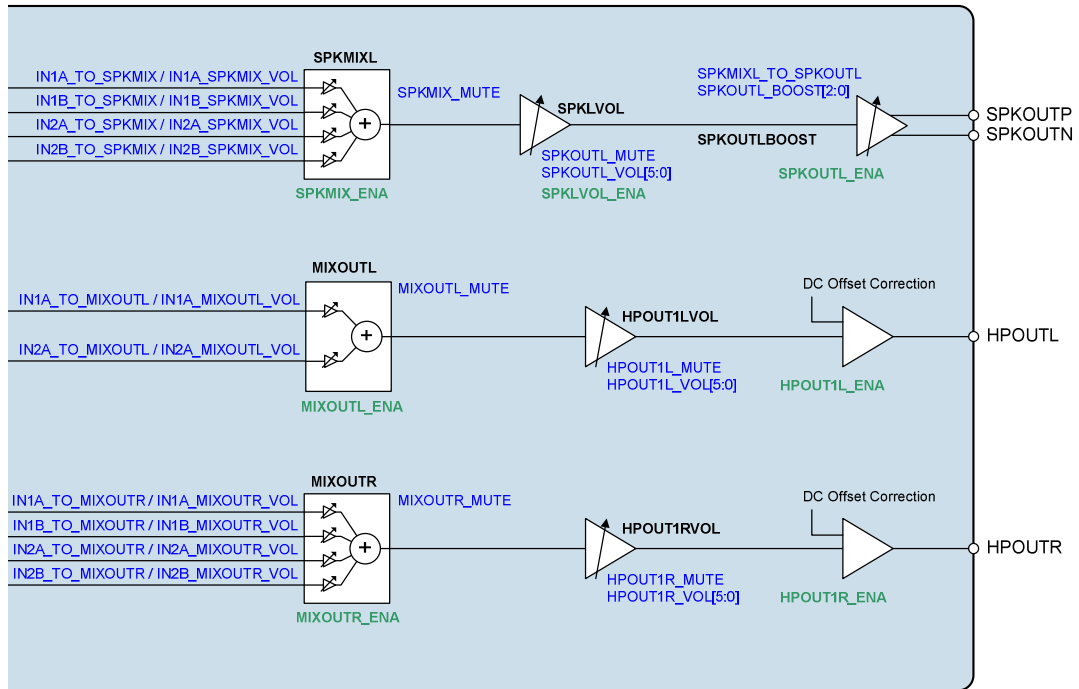 SPKMIXL
IN1A_TO_SPKMIX / IN1A_SPKMIX_VOL
IN1B_TO_SPKMIX / IN1B_SPKMIX_VOL
IN2A_TO_SPKMIX / IN2A_SPKMIX_VOL
IN2B_TO_SPKMIX / IN2B_SPKMIX_VOL
+
SPKMIX_ENA
SPKMIX_MUTE
SPKLVOL
SPKOUTL_MUTE
SPKOUTL_VOL[5:0]
SPKLVOL_ENA
SPKMIXL_TO_SPKOUTL
SPKOUTL_BOOST[2:0]
SPKOUTLBOOST
SPKOUTL_ENA
SPKOUTP
SPKOUTN
MIXOUTL
IN1A_TO_MIXOUTL / IN1A_MIXOUTL_VOL
IN2A_TO_MIXOUTL / IN2A_MIXOUTL_VOL
+
MIXOUTL_ENA
MIXOUTL_MUTE
HPOUT1LVOL
HPOUT1L_MUTE
HPOUT1L_VOL[5:0]
DC Offset Correction
HPOUT1L_ENA
HPOUTL
MIXOUTR
IN1A_TO_MIXOUTR / IN1A_MIXOUTR_VOL
IN1B_TO_MIXOUTR / IN1B_MIXOUTR_VOL
IN2A_TO_MIXOUTR / IN2A_MIXOUTR_VOL
IN2B_TO_MIXOUTR / IN2B_MIXOUTR_VOL
+
MIXOUTR_ENA
MIXOUTR_MUTE
HPOUT1RVOL
HPOUT1R_MUTE
HPOUT1R_VOL[5:0]
DC Offset Correction
HPOUT1R_ENA
HPOUTR